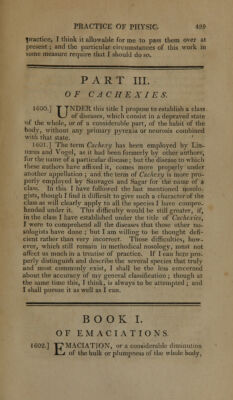 PRACTICE OF PHYSIC. 489
practice, I think it allowable for me to pass them over at
present; and the particular circumstances of this work in
some measure require that I should do so.
PART III.
OF CACHEXIES.
1600.] UNDER this title I propose to establish a class
of diseases, which consist in a depraved state
of the whole, or of a considerable part, of the habit of the
body, without any primary pyrexia or neurosis combined
with that state.
1601.] The term Cachexy has been employed by Lin-
næus and Vogel, as it had been formerly by other authors,
for the name of a particular disease; but the disease to which
these authors have affixed it, comes more properly under
another appellation; and the term of Cachexy is more pro-
perly employed by Sauvages and Sagar for the name of a
class. In this I have followed the last mentioned nosolo-
gists, though I find it difficult to give such a character of the
class as will clearly apply to all the species I have compre-
hended under it. This difficulty would be still greater, if,
in the class I have established under the title of Cachexies,
I were to comprehend all the diseases that those other no-
sologists have done; but I am willing to be thought defi-
cient rather than very incorrect. Those difficulties, how-
ever, which still remain in methodical nosology, must not
affect us much in a treatise of practice. If I can here pro-
perly distinguish and describe the several species that truly
and most commonly exist, I shall be the less concerned
about the accuracy of my general classification; though at
the same time this, I think, is always to be attempted; and
I shall pursue it as well as I can.
BOOK I.
OF EMACIATIONS.
1602.] EMACIATION, or a considerable diminution
of the bulk or plumpness of the whole body,